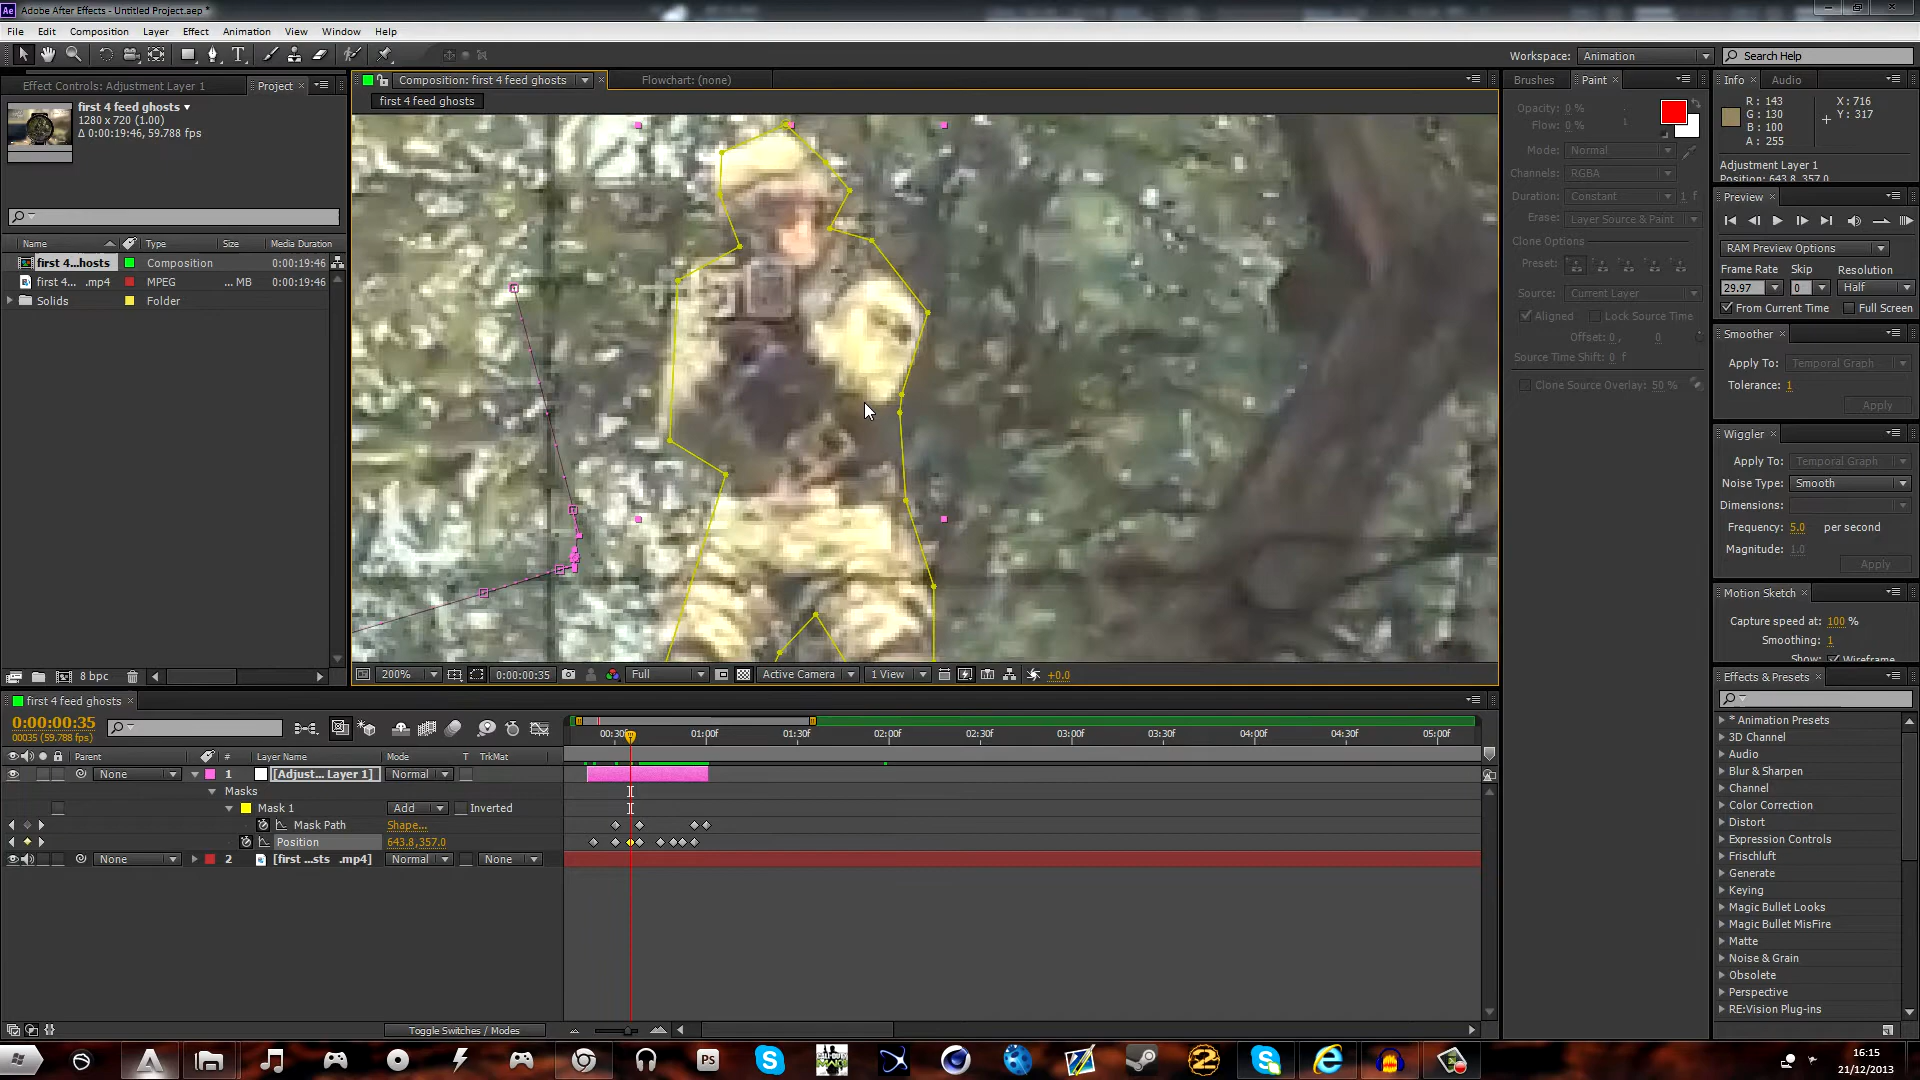 Adobe After Effects - Untitled Project.aep *
File Edit Composition Layer Effect Animation View Window Help
Workspace: Animation
Search Help
Effect Controls: Adjustment Layer 1
Project
first 4 feed ghosts
1280 x 720 (1.00)
Δ 0:00:19:46, 59.788 fps
Name Type Size Media Duration
first 4...hosts Composition 0:00:19:46
first 4... .mp4 MPEG ... MB 0:00:19:46
Solids Folder
8 bpc
Composition: first 4 feed ghosts
Flowchart: (none)
first 4 feed ghosts
200% 0:00:00:35 Full Active Camera 1 View +0.0
Brushes Paint
Opacity: 0 %
Flow: 0 %
Mode: Normal
Channels: RGBA
Duration: Constant 1 f
Erase: Layer Source & Paint
Clone Options
Preset:
Source: Current Layer
Aligned Lock Source Time
Offset: 0 , 0
Source Time Shift: 0 f
Clone Source Overlay: 50 %
Info Audio
R: 143 X: 716
G: 130 Y: 317
B: 100
A: 255
Adjustment Layer 1
Position: 643.8, 357.0
Preview
RAM Preview Options
Frame Rate Skip Resolution
29.97 0 Half
From Current Time Full Screen
Smoother
Apply To: Temporal Graph
Tolerance: 1
Apply
Wiggler
Apply To: Temporal Graph
Noise Type: Smooth
Dimensions:
Frequency: 5.0 per second
Magnitude: 1.0
Apply
Motion Sketch
Capture speed at: 100 %
Smoothing: 1
Show: Wireframe
Effects & Presets
* Animation Presets
3D Channel
Audio
Blur & Sharpen
Channel
Color Correction
Distort
Expression Controls
Frischluft
Generate
Keying
Magic Bullet Looks
Magic Bullet MisFire
Matte
Noise & Grain
Obsolete
Perspective
RE:Vision Plug-ins
first 4 feed ghosts
0:00:00:35
00035 (59.788 fps)
Parent # Layer Name Mode T TrkMat
00:30f 01:00f 01:30f 02:00f 02:30f 03:00f 03:30f 04:00f 04:30f 05:00f
None 1 [Adjust... Layer 1] Normal
Masks
Mask 1 Add Inverted
Mask Path Shape...
Position 643.8,357.0
None 2 [first ...sts .mp4] Normal None
Toggle Switches / Modes
Ps
16:15
21/12/2013